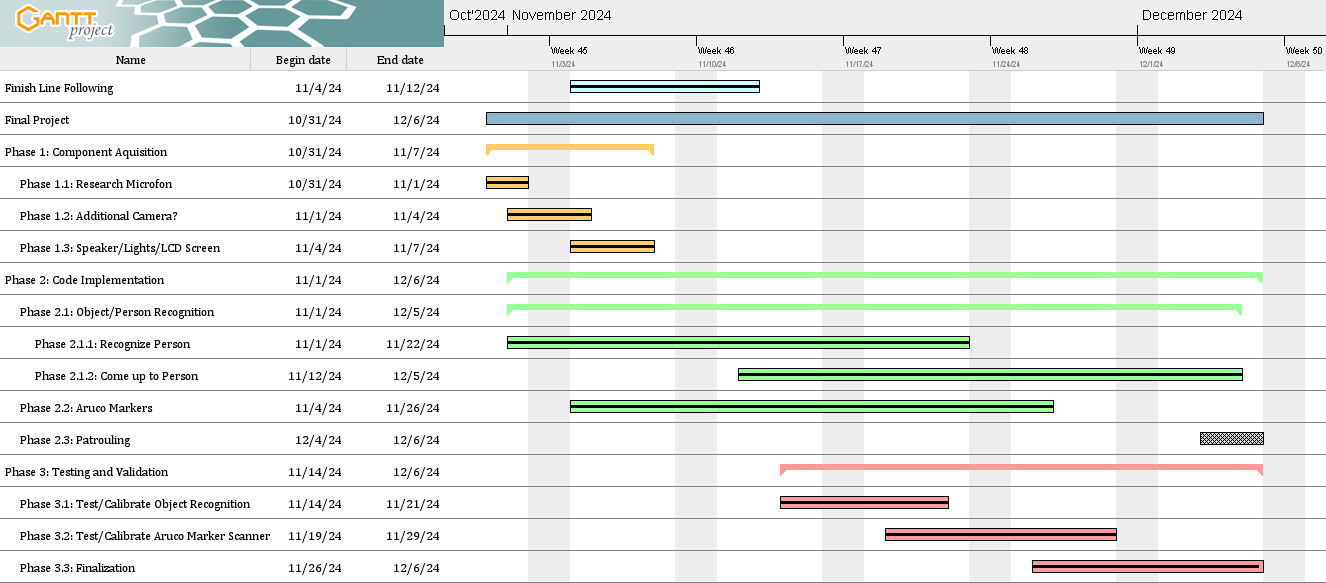 GANTT project
Oct'2024 November 2024 December 2024
Week 45 Week 46 Week 47 Week 48 Week 49 Week 50
11/3/24 11/10/24 11/17/24 11/24/24 12/1/24 12/8/24
Name Begin date End date
Finish Line Following 11/4/24 11/12/24
Final Project 10/31/24 12/6/24
Phase 1: Component Aquisition 10/31/24 11/7/24
Phase 1.1: Research Microfon 10/31/24 11/1/24
Phase 1.2: Additional Camera? 11/1/24 11/4/24
Phase 1.3: Speaker/Lights/LCD Screen 11/4/24 11/7/24
Phase 2: Code Implementation 11/1/24 12/6/24
Phase 2.1: Object/Person Recognition 11/1/24 12/5/24
Phase 2.1.1: Recognize Person 11/1/24 11/22/24
Phase 2.1.2: Come up to Person 11/12/24 12/5/24
Phase 2.2: Aruco Markers 11/4/24 11/26/24
Phase 2.3: Patrouling 12/4/24 12/6/24
Phase 3: Testing and Validation 11/14/24 12/6/24
Phase 3.1: Test/Calibrate Object Recognition 11/14/24 11/21/24
Phase 3.2: Test/Calibrate Aruco Marker Scanner 11/19/24 11/29/24
Phase 3.3: Finalization 11/26/24 12/6/24